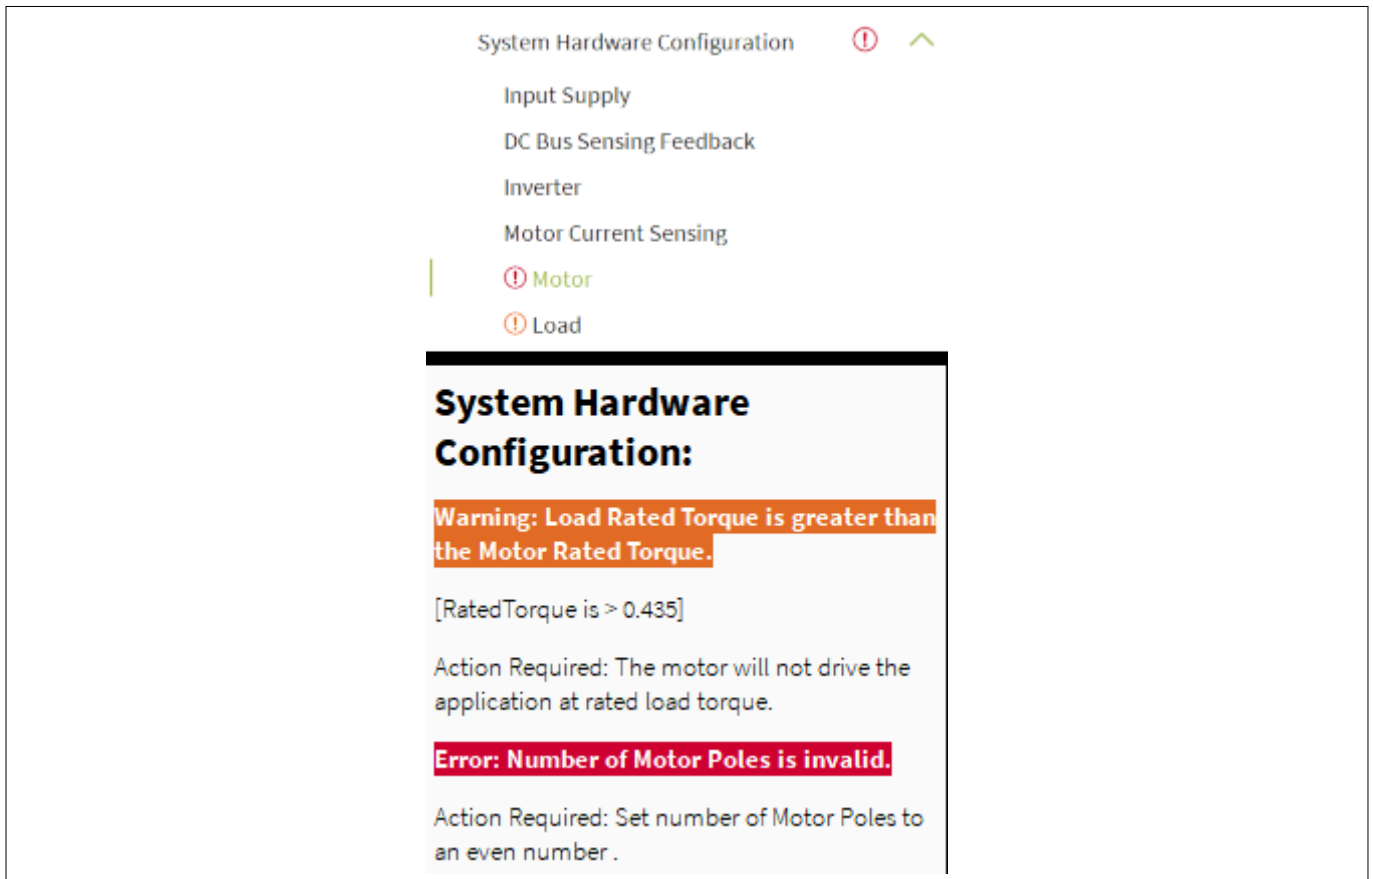 System Hardware Configuration
Input Supply
DC Bus Sensing Feedback
Inverter
Motor Current Sensing
Motor
Load
System Hardware
Configuration:
Warning: Load Rated Torque is greater than
the Motor Rated Torque.
[RatedTorque is > 0.435]
Action Required: The motor will not drive the
application at rated load torque.
Error: Number of Motor Poles is invalid.
Action Required: Set number of Motor Poles to
an even number .